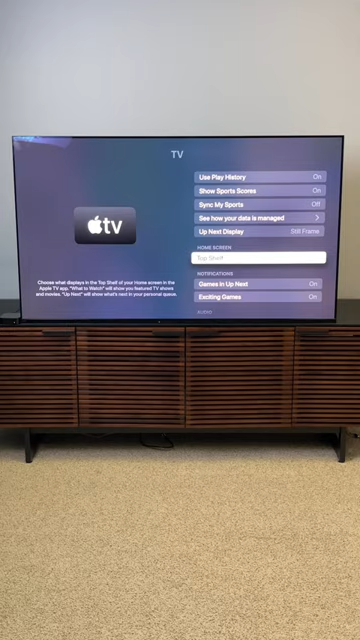 TV
tv
Use Play History On
Show Sports Scores On
Sync My Sports Off
See how your data is managed
Up Next Display Still Frame
HOME SCREEN
Top Shelf
NOTIFICATIONS
Games in Up Next On
Exciting Games On
AUDIO
Choose what displays in the Top Shelf of your Home screen in the
Apple TV app. "What to Watch" will show you featured TV shows
and movies. "Up Next" will show what's next in your personal queue.